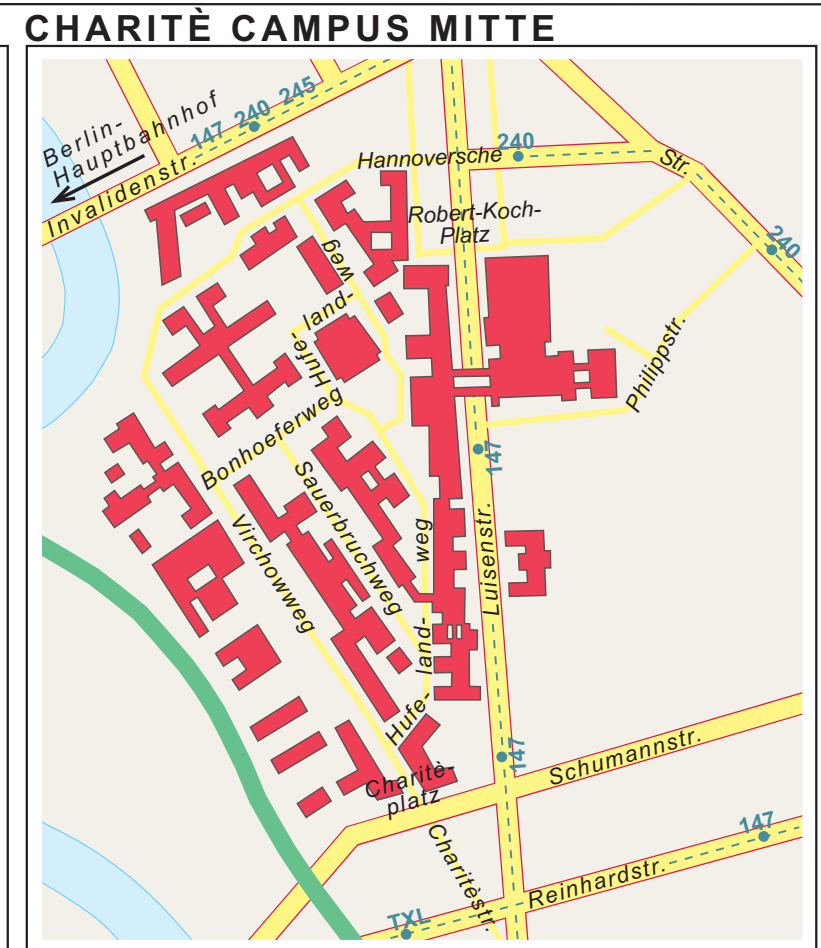 CHARITÈ CAMPUS MITTE
147 240 245
Berlin-
Hauptbahnhof
Invalidenstr.
Hannoversche
240
Str.
Robert-Koch-
Platz
240
Hufe-
land-
weg
Philippstr.
Bonhoeferweg
147
Sauerbruchweg
Virchowweg
Luisenstr.
Hufe-
land-
weg
147
Schumannstr.
Charitè-
platz
Charitèstr.
147
Reinhardstr.
TXL